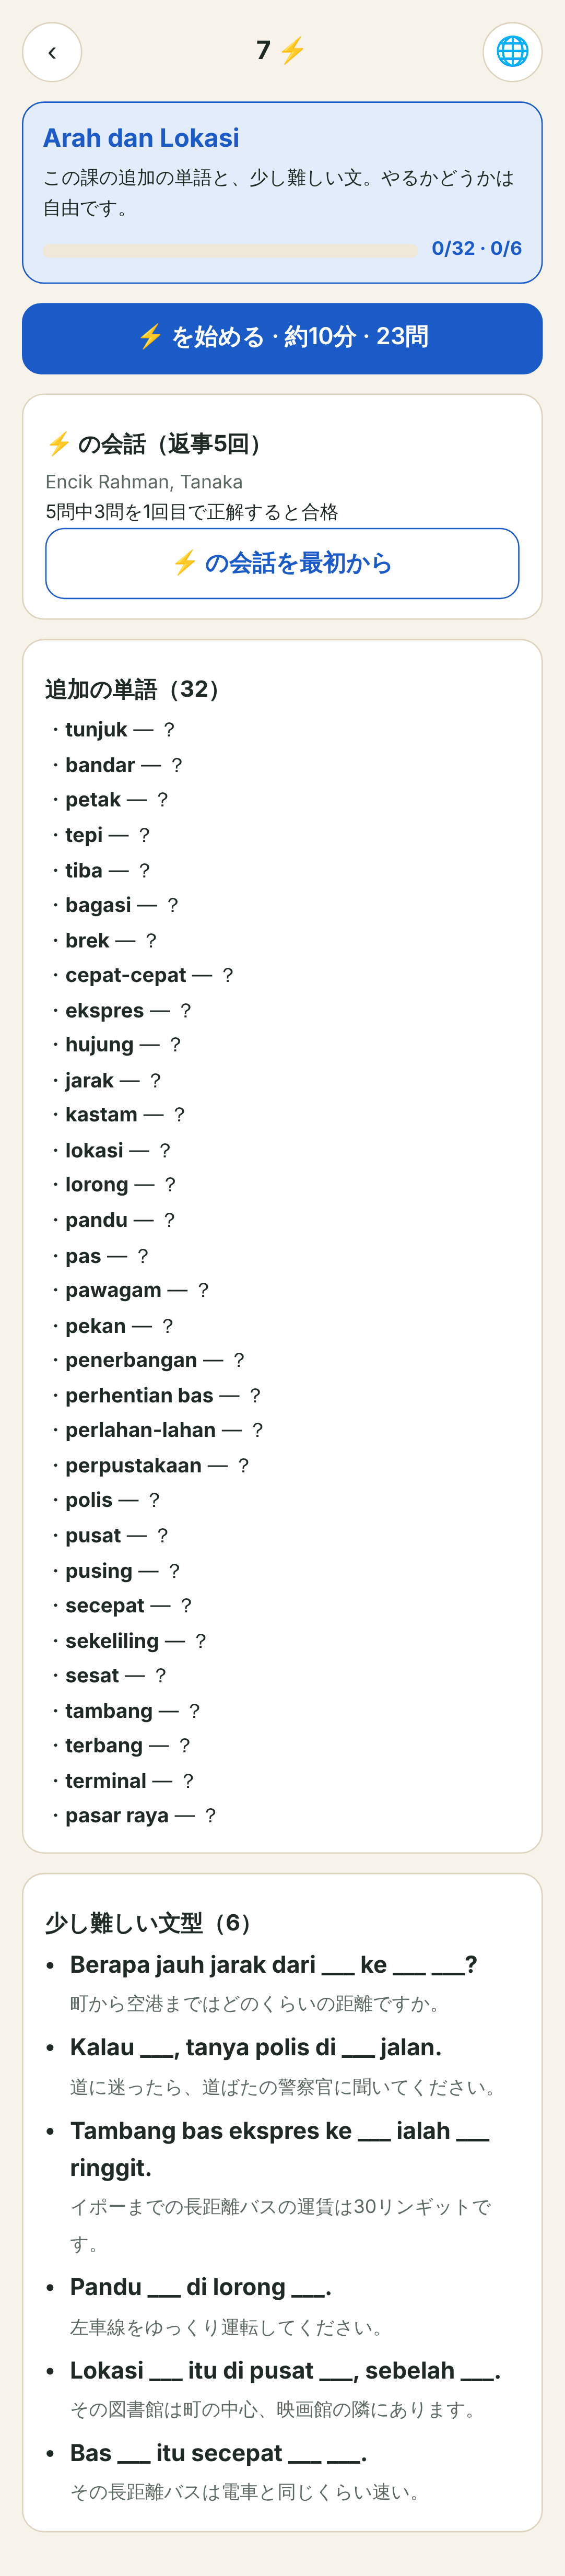 ‹
7 ⚡
🌐
Arah dan Lokasi
この課の追加の単語と、少し難しい文。やるかどうかは
自由です。
0/32 · 0/6
⚡ を始める · 約10分 · 23問
⚡ の会話（返事5回）
Encik Rahman, Tanaka
5問中3問を1回目で正解すると合格
⚡ の会話を最初から
追加の単語（32）
· tunjuk — ？
· bandar — ？
· petak — ？
· tepi — ？
· tiba — ？
· bagasi — ？
· brek — ？
· cepat-cepat — ？
· ekspres — ？
· hujung — ？
· jarak — ？
· kastam — ？
· lokasi — ？
· lorong — ？
· pandu — ？
· pas — ？
· pawagam — ？
· pekan — ？
· penerbangan — ？
· perhentian bas — ？
· perlahan-lahan — ？
· perpustakaan — ？
· polis — ？
· pusat — ？
· pusing — ？
· secepat — ？
· sekeliling — ？
· sesat — ？
· tambang — ？
· terbang — ？
· terminal — ？
· pasar raya — ？
少し難しい文型（6）
• Berapa jauh jarak dari ___ ke ___ ___?
町から空港まではどのくらいの距離ですか。
• Kalau ___, tanya polis di ___ jalan.
道に迷ったら、道ばたの警察官に聞いてください。
• Tambang bas ekspres ke ___ ialah ___
ringgit.
イポーまでの長距離バスの運賃は30リンギットで
す。
• Pandu ___ di lorong ___.
左車線をゆっくり運転してください。
• Lokasi ___ itu di pusat ___, sebelah ___.
その図書館は町の中心、映画館の隣にあります。
• Bas ___ itu secepat ___ ___.
その長距離バスは電車と同じくらい速い。